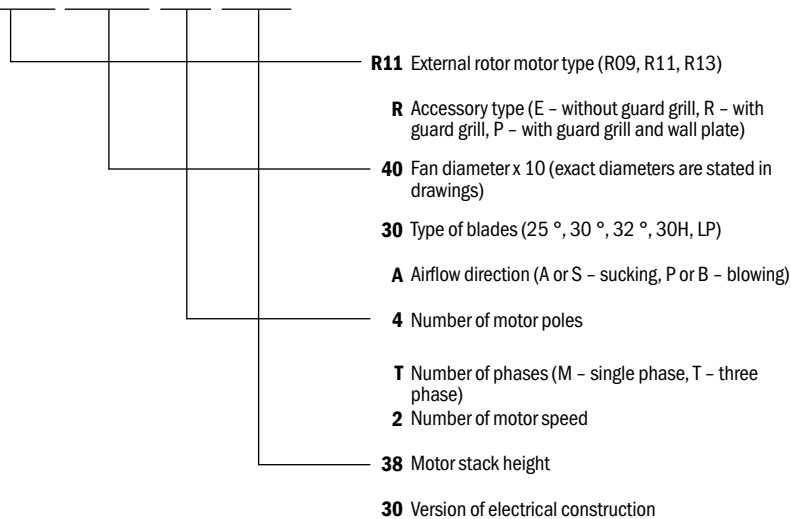 R11 External rotor motor type (R09, R11, R13)
R Accessory type (E – without guard grill, R – with
guard grill, P – with guard grill and wall plate)
40 Fan diameter x 10 (exact diameters are stated in
drawings)
30 Type of blades (25 °, 30 °, 32 °, 30H, LP)
A Airflow direction (A or S – sucking, P or B – blowing)
4 Number of motor poles
T Number of phases (M – single phase, T – three
phase)
2 Number of motor speed
38 Motor stack height
30 Version of electrical construction